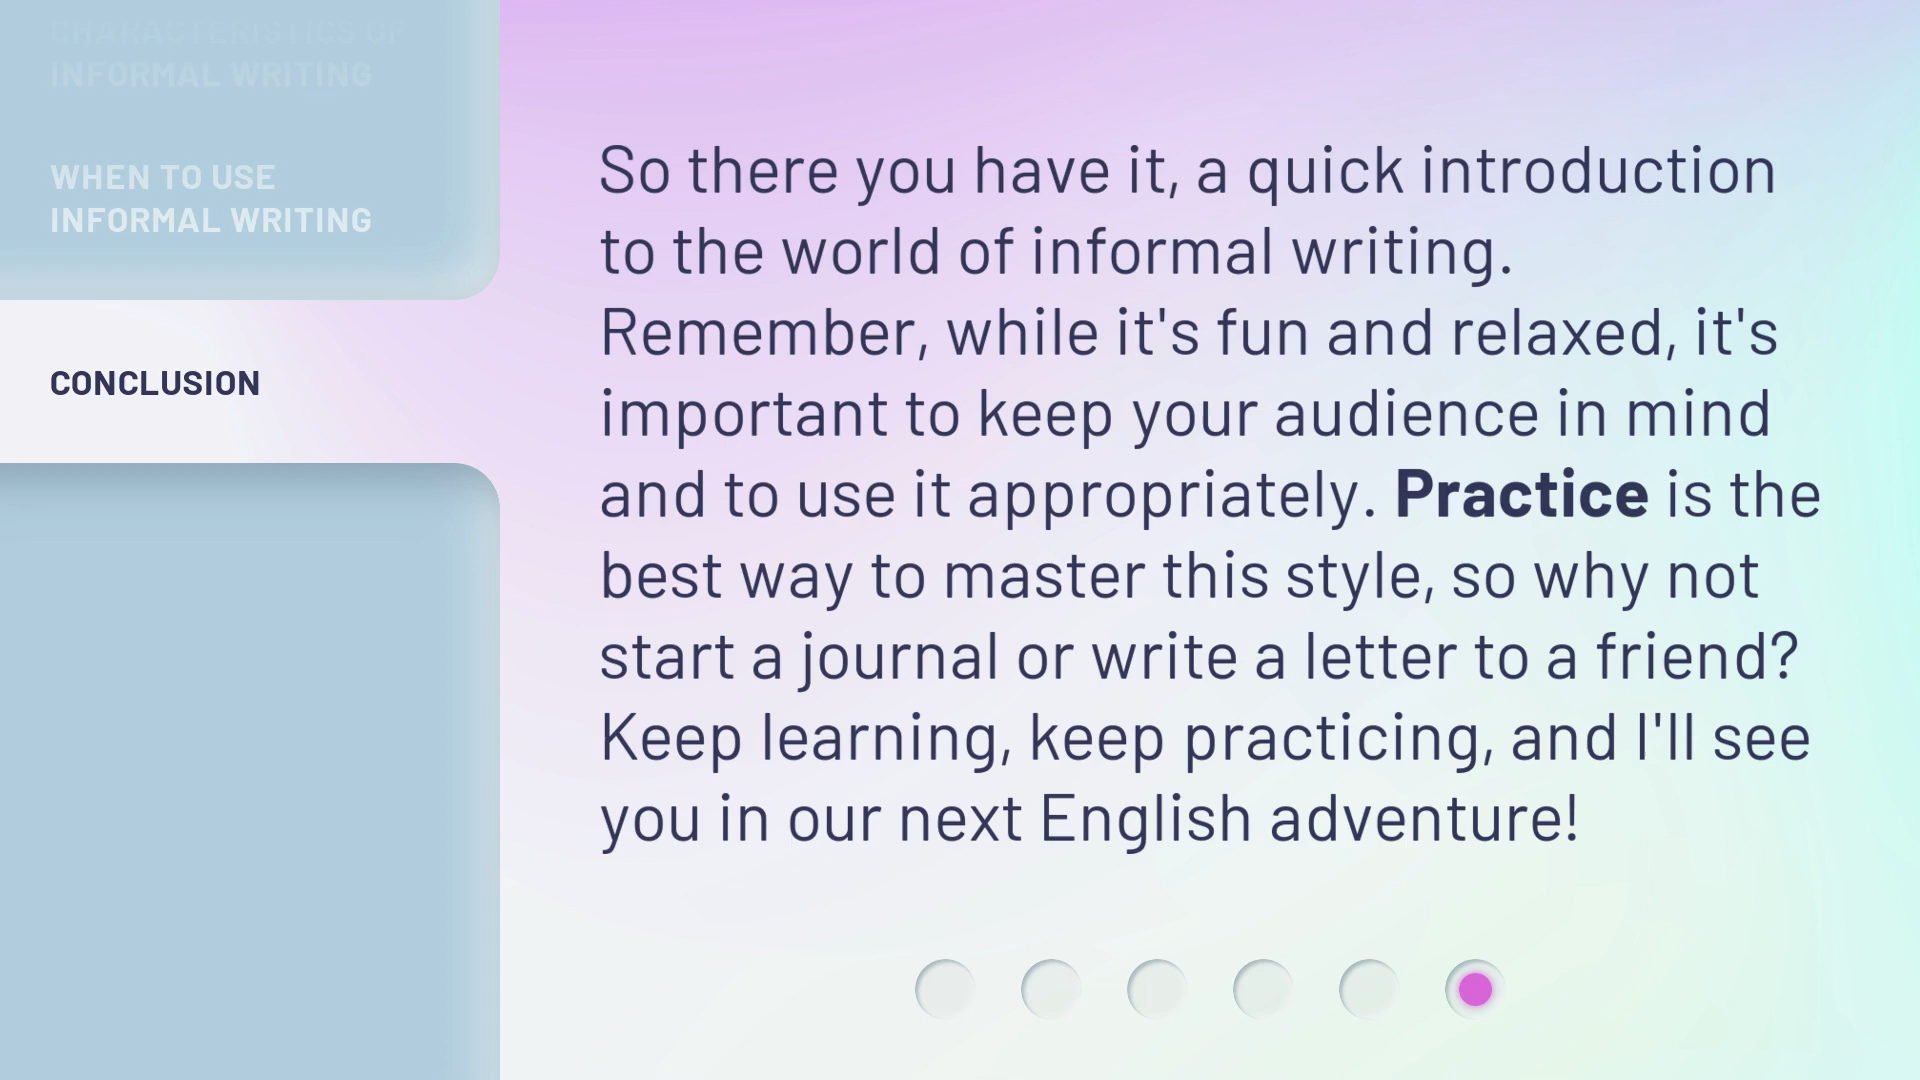 CHARACTERISTICS OF
INFORMAL WRITING
WHEN TO USE
INFORMAL WRITING
CONCLUSION
So there you have it, a quick introduction
to the world of informal writing.
Remember, while it's fun and relaxed, it's
important to keep your audience in mind
and to use it appropriately. Practice is the
best way to master this style, so why not
start a journal or write a letter to a friend?
Keep learning, keep practicing, and I'll see
you in our next English adventure!